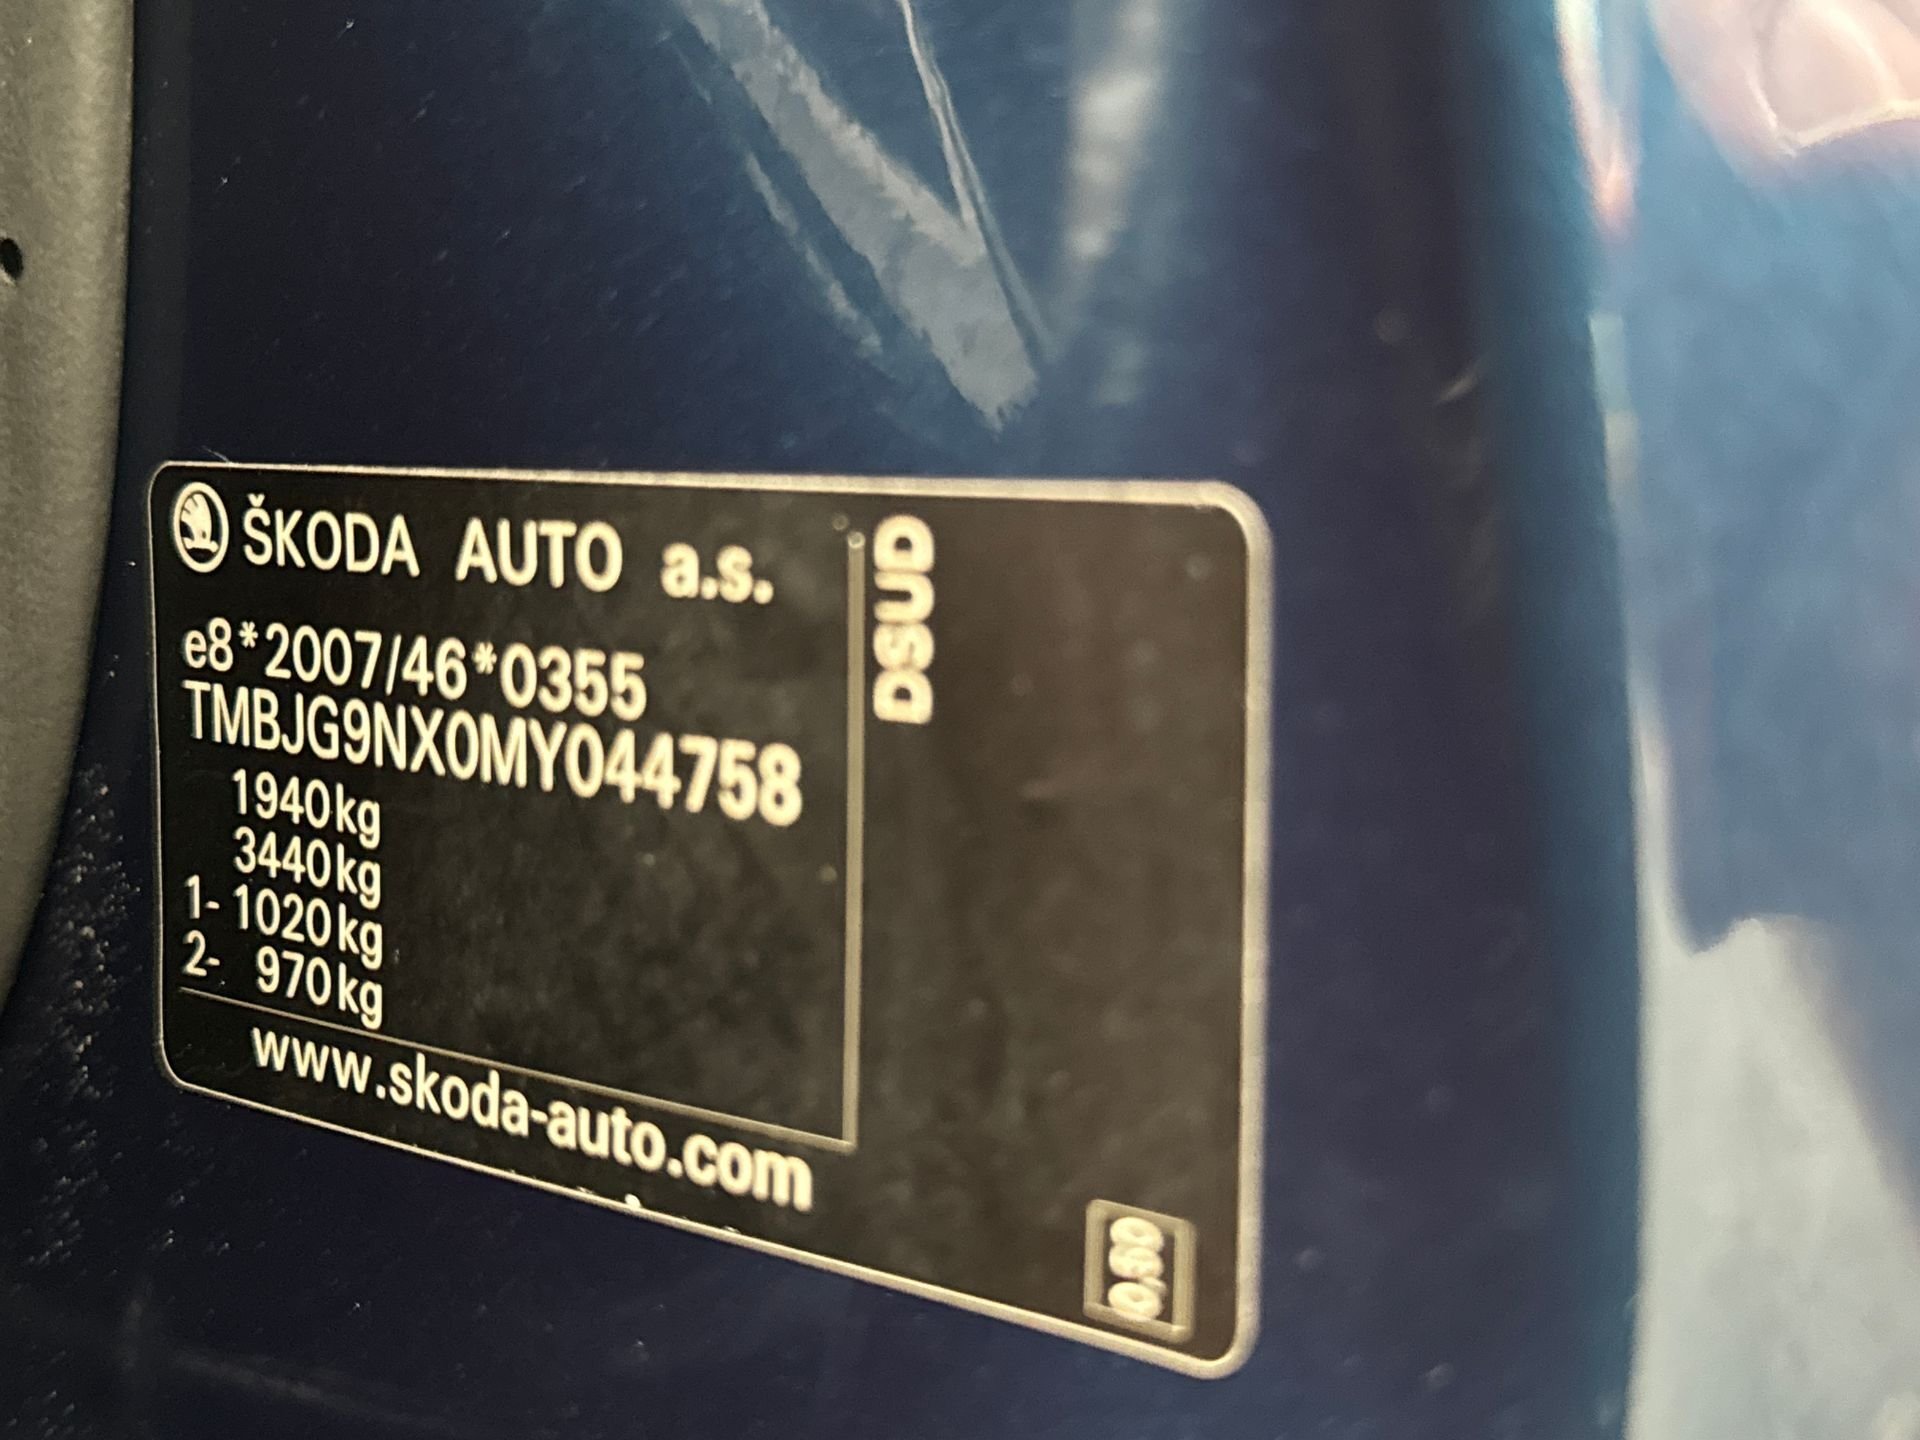 ŠKODA AUTO a.s.
e8*2007/46*0355
TMBJG9NX0MY044758
1940kg
3440kg
1- 1020kg
2- 970kg
www.skoda-auto.com
DSUD